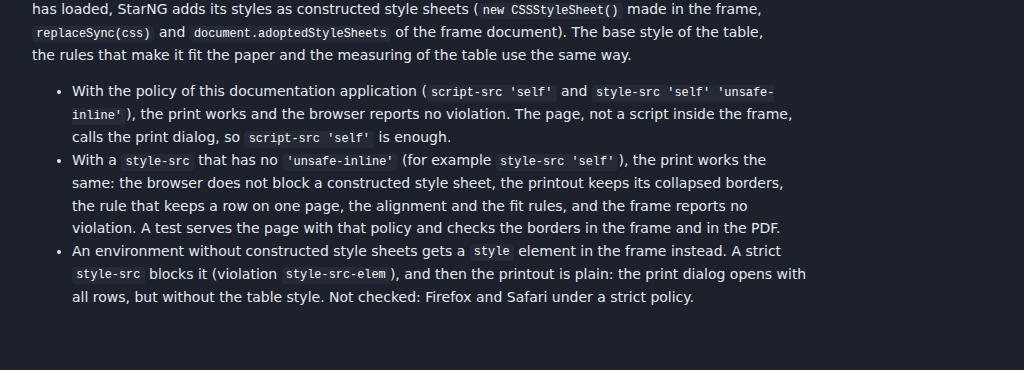 has loaded, StarNG adds its styles as constructed style sheets ( new CSSStyleSheet() made in the frame,
replaceSync(css) and document.adoptedStyleSheets of the frame document). The base style of the table,
the rules that make it fit the paper and the measuring of the table use the same way.
• With the policy of this documentation application ( script-src 'self' and style-src 'self' 'unsafe-
inline' ), the print works and the browser reports no violation. The page, not a script inside the frame,
calls the print dialog, so script-src 'self' is enough.
• With a style-src that has no 'unsafe-inline' (for example style-src 'self' ), the print works the
same: the browser does not block a constructed style sheet, the printout keeps its collapsed borders,
the rule that keeps a row on one page, the alignment and the fit rules, and the frame reports no
violation. A test serves the page with that policy and checks the borders in the frame and in the PDF.
• An environment without constructed style sheets gets a style element in the frame instead. A strict
style-src blocks it (violation style-src-elem ), and then the printout is plain: the print dialog opens with
all rows, but without the table style. Not checked: Firefox and Safari under a strict policy.